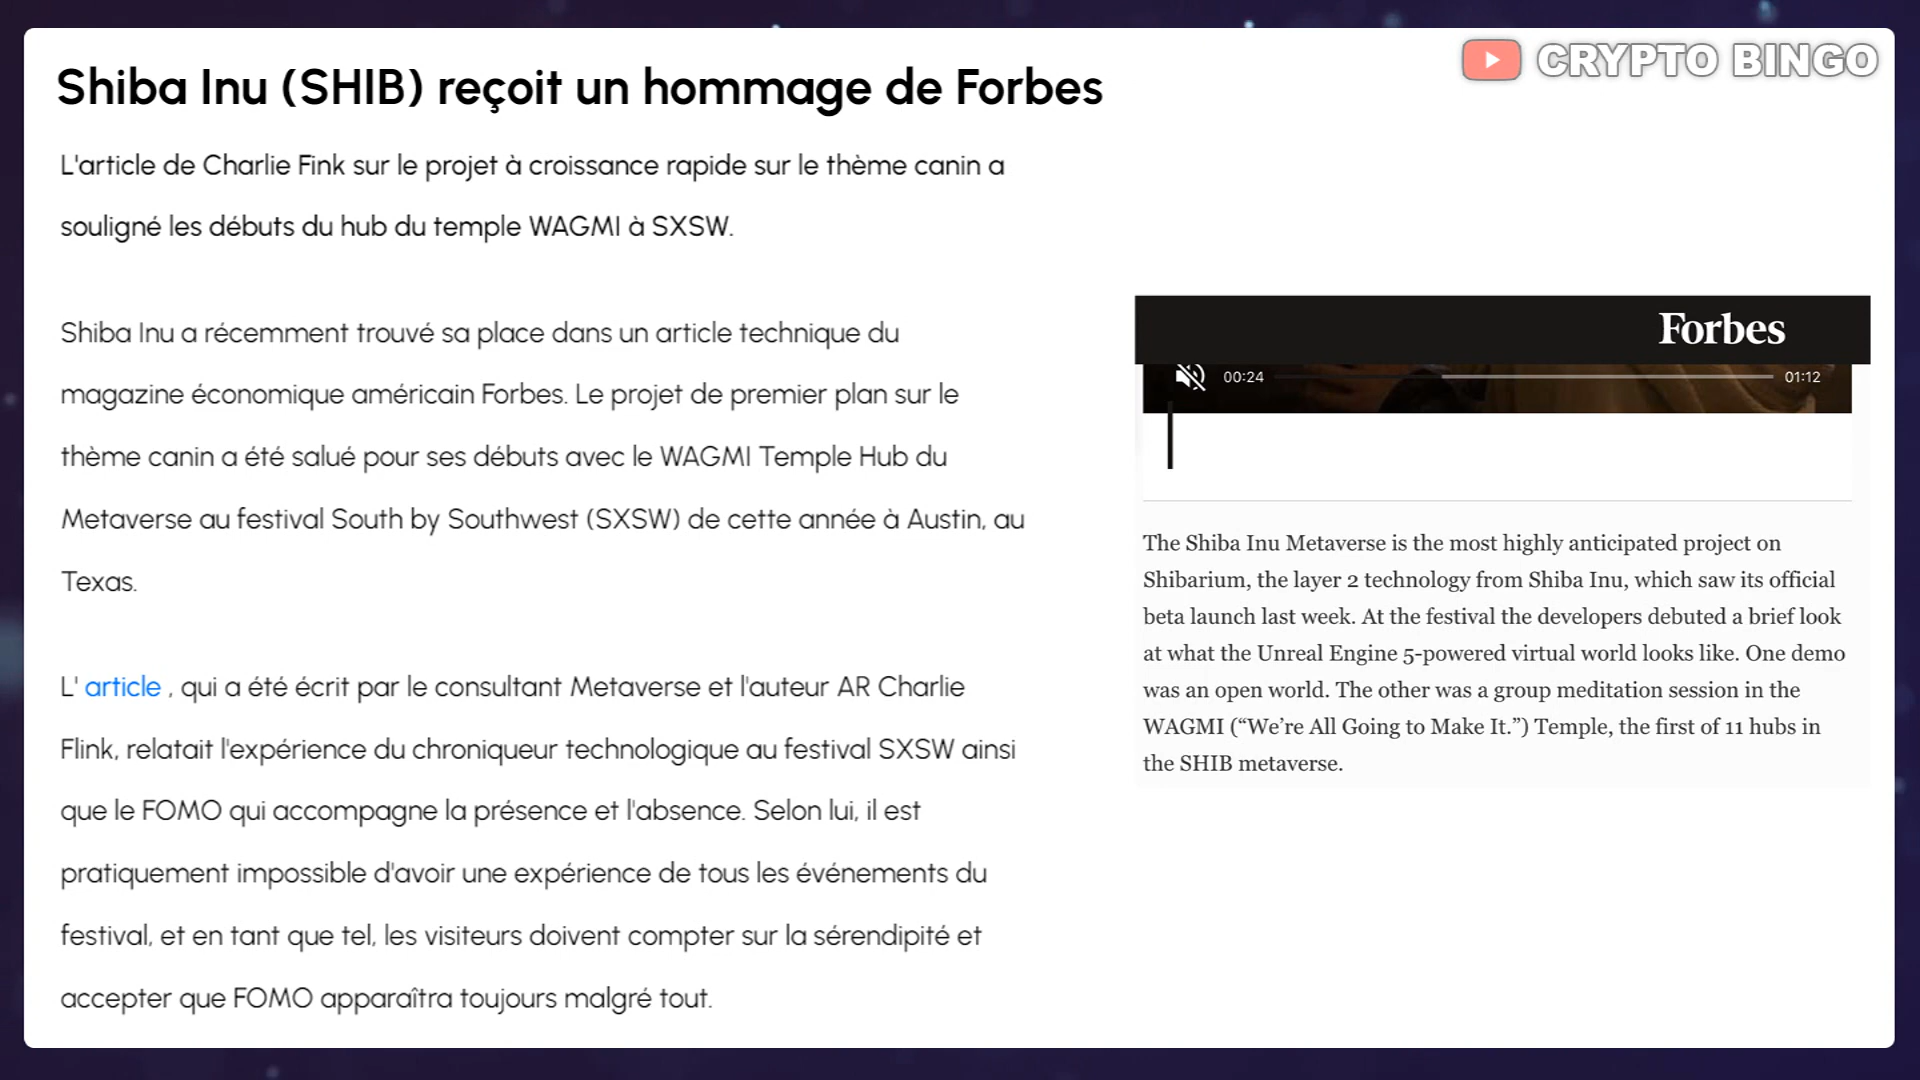 CRYPTO BINGO
Shiba Inu (SHIB) reçoit un hommage de Forbes
L'article de Charlie Fink sur le projet à croissance rapide sur le thème canin a
souligné les débuts du hub du temple WAGMI à SXSW.
Shiba Inu a récemment trouvé sa place dans un article technique du
magazine économique américain Forbes. Le projet de premier plan sur le
thème canin a été salué pour ses débuts avec le WAGMI Temple Hub du
Metaverse au festival South by Southwest (SXSW) de cette année à Austin, au
Texas.
L' article , qui a été écrit par le consultant Metaverse et l'auteur AR Charlie
Flink, relatait l'expérience du chroniqueur technologique au festival SXSW ainsi
que le FOMO qui accompagne la présence et l'absence. Selon lui, il est
pratiquement impossible d'avoir une expérience de tous les événements du
festival, et en tant que tel, les visiteurs doivent compter sur la sérendipité et
accepter que FOMO apparaîtra toujours malgré tout.
Forbes
00:24 01:12
The Shiba Inu Metaverse is the most highly anticipated project on
Shibarium, the layer 2 technology from Shiba Inu, which saw its official
beta launch last week. At the festival the developers debuted a brief look
at what the Unreal Engine 5-powered virtual world looks like. One demo
was an open world. The other was a group meditation session in the
WAGMI (“We’re All Going to Make It.”) Temple, the first of 11 hubs in
the SHIB metaverse.